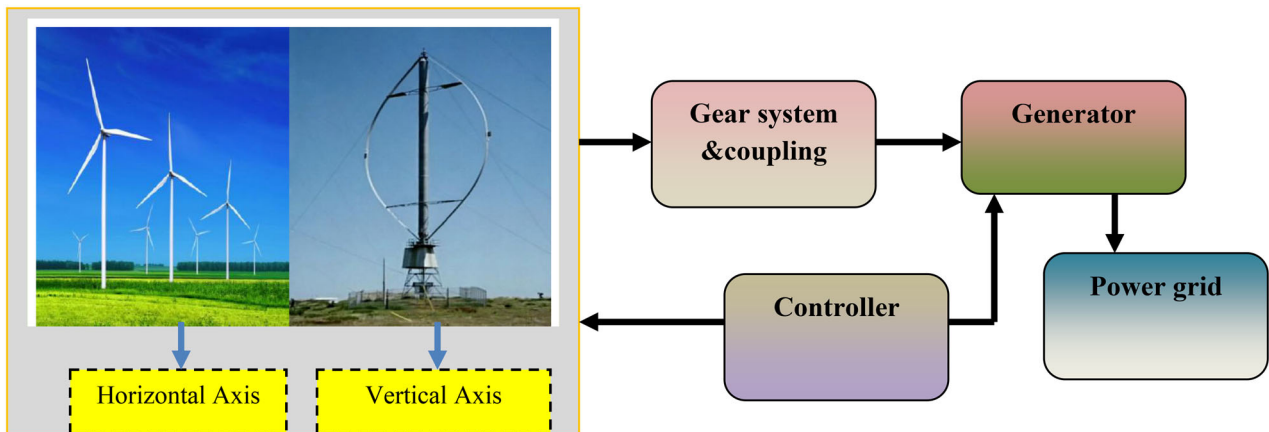 Gear system
&coupling
Generator
Controller
Power grid
Horizontal Axis
Vertical Axis